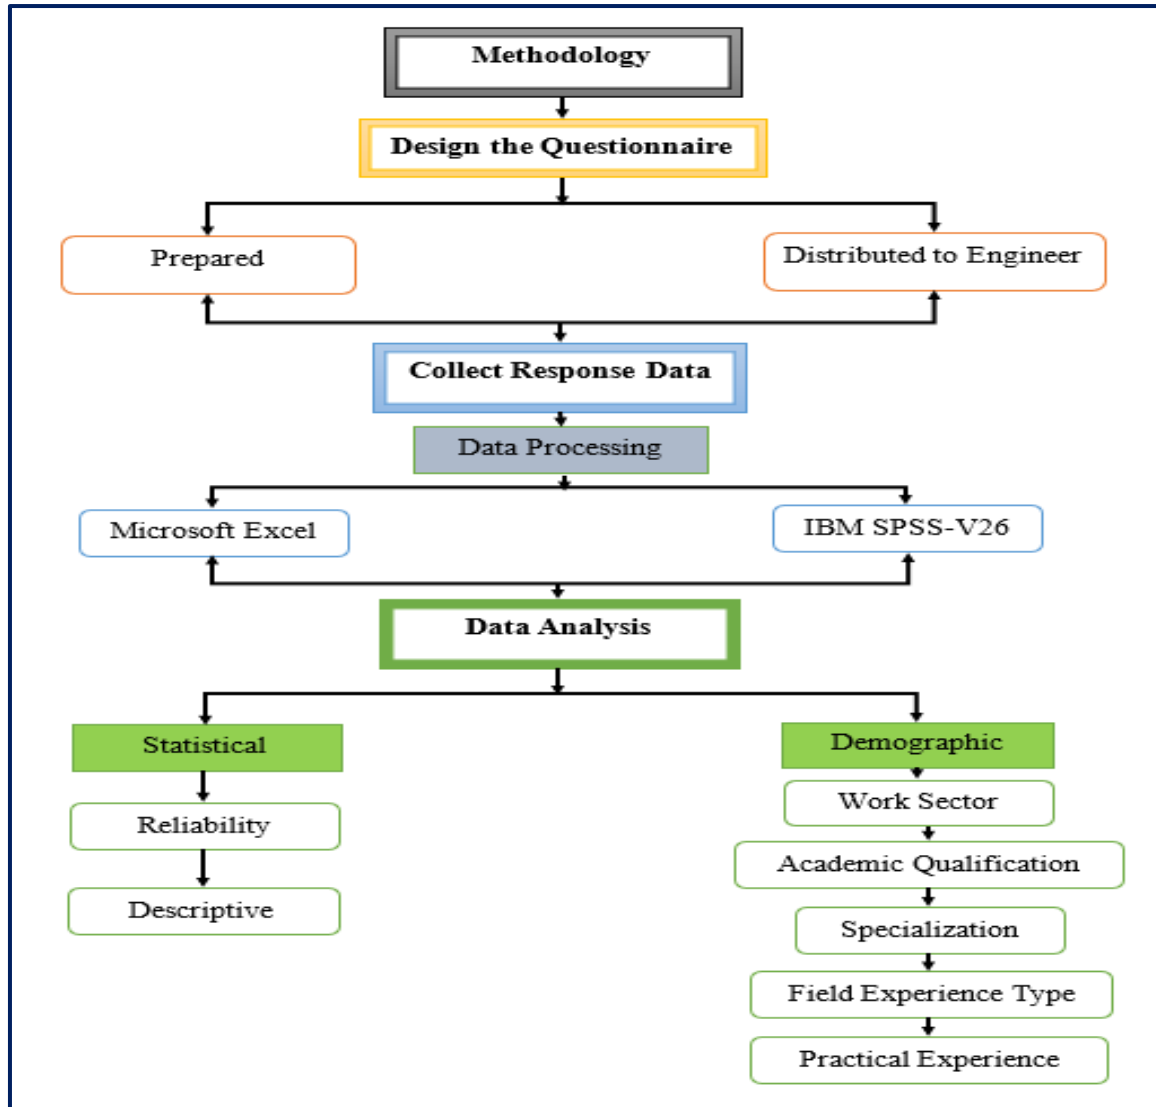 Methodology
Design the Questionnaire
Prepared
Distributed to Engineer
Collect Response Data
Data Processing
Microsoft Excel
IBM SPSS-V26
Data Analysis
Statistical
Demographic
Reliability
Descriptive
Work Sector
Academic Qualification
Specialization
Field Experience Type
Practical Experience